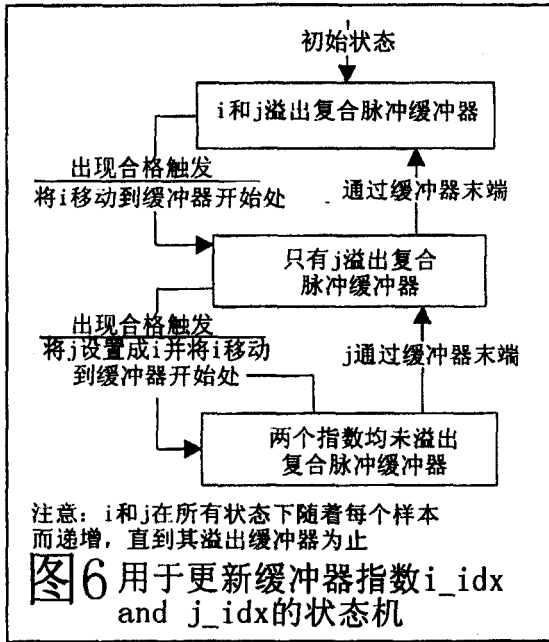 初始状态
i和j溢出复合脉冲缓冲器
出现合格触发
将i移动到缓冲器开始处
通过缓冲器末端
只有j溢出复合
脉冲缓冲器
出现合格触发
将j设置成i并将i移动
到缓冲器开始处
j通过缓冲器末端
两个指数均未溢出
复合脉冲缓冲器
注意：i和j在所有状态下随着每个样本
而递增，直到其溢出缓冲器为止
图6 用于更新缓冲器指数i_idx
and j_idx的状态机